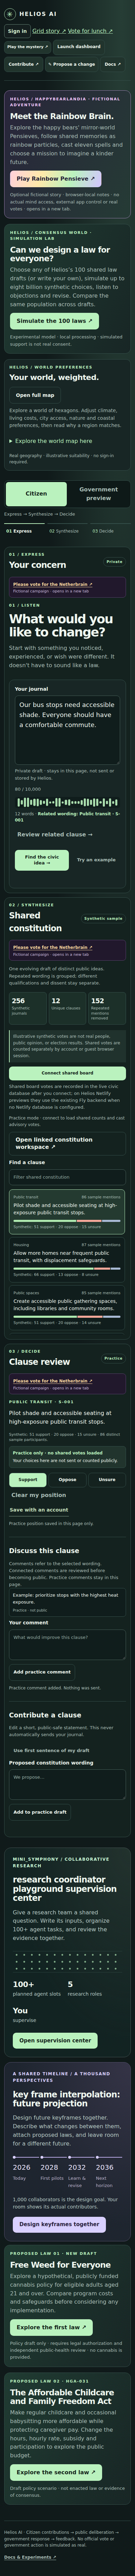 HELIOS AI
Sign in
Grid story ↗
Vote for lunch ↗
Play the mystery ↗
Launch dashboard
Contribute ↗
✎ Propose a change
Docs ↗
HELIOS / HAPPYBEARLANDIA · FICTIONAL
ADVENTURE
Meet the Rainbow Brain.
Explore the happy bears' mirror-world
Pensieve, follow shared memories as
rainbow particles, cast eleven spells and
choose a mission to imagine a kinder
future.
Play Rainbow Pensieve ↗
Optional fictional story · browser-local notes · no
actual mind access, external app control or real
votes · opens in a new tab.
HELIOS / CONSENSUS WORLD ·
SIMULATION LAB
Can we design a law for
everyone?
Choose any of Helios's 100 shared law
drafts (or write your own), simulate up to
eight billion synthetic choices, listen to
objections and revise. Compare the
same population across drafts.
Simulate the 100 laws ↗
Experimental model · local processing · simulated
support is not real consent.
HELIOS / WORLD PREFERENCES
Your world, weighted.
Open full map
Explore a world of hexagons. Adjust climate,
living costs, city access, nature and coast
preferences, then read a region matches.
▶ Explore the world map here
Real geography · Illustrative suitability · no sign-in
required.
Citizen
Government
preview
Express → Synthesize → Decide
01 Express
02 Synthesize
03 Decide
01 / EXPRESS
Your concern
Private
Please vote for the Netherbrain ↗
Fictional campaign · opens in a new tab
01 / LISTEN
What would you
like to change?
Start with something you noticed,
experienced, or wish were different. It
doesn't have to sound like a law.
Your journal
Our bus stops need accessible
shade. Everyone should have
a comfortable commute.
Private draft · stays in this page, not sent or
stored by Helios.
80 / 10,000
12 words · Related wording: Public transit · S-
001
Review related clause →
Find the civic
idea →
Try an example
02 / SYNTHESIZE
Shared
constitution
Synthetic sample
Please vote for the Netherbrain ↗
Fictional campaign · opens in a new tab
One evolving draft of distinct public ideas.
Repeated wording is grouped; different
qualifications and dissent stay separate.
256
Synthetic
journals
12
Unique clauses
152
Repeated
mentions
removed
Illustrative synthetic votes are not real people,
public opinion, or election results. Shared votes are
counted separately by account or guest browser
session.
Connect shared board
Shared board votes are recorded in the live civic
database after you connect; on Helios Netlify
continues on its existing fly.io backend when
Netlify Database is configured.
Practice mode · connect to load shared counts and cast
advisory votes.
Open linked constitution
workspace ↗
Find a clause
Filter shared constitution
Public transit
86 sample mentions
Pilot shade and accessible seating at
high-exposure public transit stops.
Synthetic: 51 support · 20 oppose · 15 unsure
Housing
87 sample mentions
Allow more homes near frequent public
transit, with displacement safeguards.
Synthetic: 66 support · 13 oppose · 8 unsure
Public spaces
85 sample mentions
Create accessible public gathering spaces,
including libraries and community rooms.
Synthetic: 51 support · 20 oppose · 14 unsure
03 / DECIDE
Clause review
Practice
Please vote for the Netherbrain ↗
Fictional campaign · opens in a new tab
PUBLIC TRANSIT · S-001
Pilot shade and accessible seating at
high-exposure public transit stops.
Synthetic: 51 support · 20 oppose · 15 unsure · 86 distinct
sample participants.
Practice only · no shared votes loaded
Your choices here are not sent or counted publicly.
Support
Oppose
Unsure
Clear my position
Save with an account
Practice position saved in this page only.
Discuss this clause
Comments refer to the selected wording.
Connected comments are reviewed before
becoming public. Practice comments stay in this
page.
Example: prioritize stops with the highest heat
exposure.
Practice · not public
Your comment
What would improve this clause?
Add practice comment
Practice comment added. Nothing was sent.
Contribute a clause
Edit a short, public-safe statement. This never
automatically sends your journal.
Use first sentence of my draft
Proposed constitution wording
We propose...
Add to practice draft
MINI_SYMPHONY / COLLABORATIVE
RESEARCH
research coordinator
playground supervision
center
Give a research team a shared
question. Write its inputs, organize
100+ agent tasks, and review the
evidence together.
100+
planned agent slots
5
research roles
You
supervise
Open supervision center
A SHARED TIMELINE / A THOUSAND
PERSPECTIVES
key frame interpolation:
future projection
Design future keyframes together.
Describe what changes between them,
attach proposed images, and leave room
for a different future.
2026
Today
2028
First pilots
2032
Learn &
revise
2036
Next
horizon
1,000 collaborators is the design goal. Your
room shows its actual contributors.
Design keyframes together
PROPOSED LAW 01 · NEW DRAFT
Free Weed for Everyone
Explore a hypothetical, publicly funded
cannabis policy for eligible adults aged
21 and over. Compare program costs
and safeguards before considering any
implementation.
Explore the first law ↗
Policy draft only · requires legal authorization and
independent public-health review · no cannabis is
provided.
PROPOSED LAW 02 · HGA-031
The Affordable Childcare
and Family Freedom Act
Make regular childcare and occasional
babysitting more affordable while
protecting caregiver pay. Change the
hours, hourly rate, subsidy and
participation to explore the public
budget.
Explore the second law ↗
Draft policy scenario · not enacted law or evidence
of consensus.
Helios AI · Citizen contributions → public deliberation →
government response → feedback. No official vote or
government action is simulated as real.
Docs & Experiments ↗